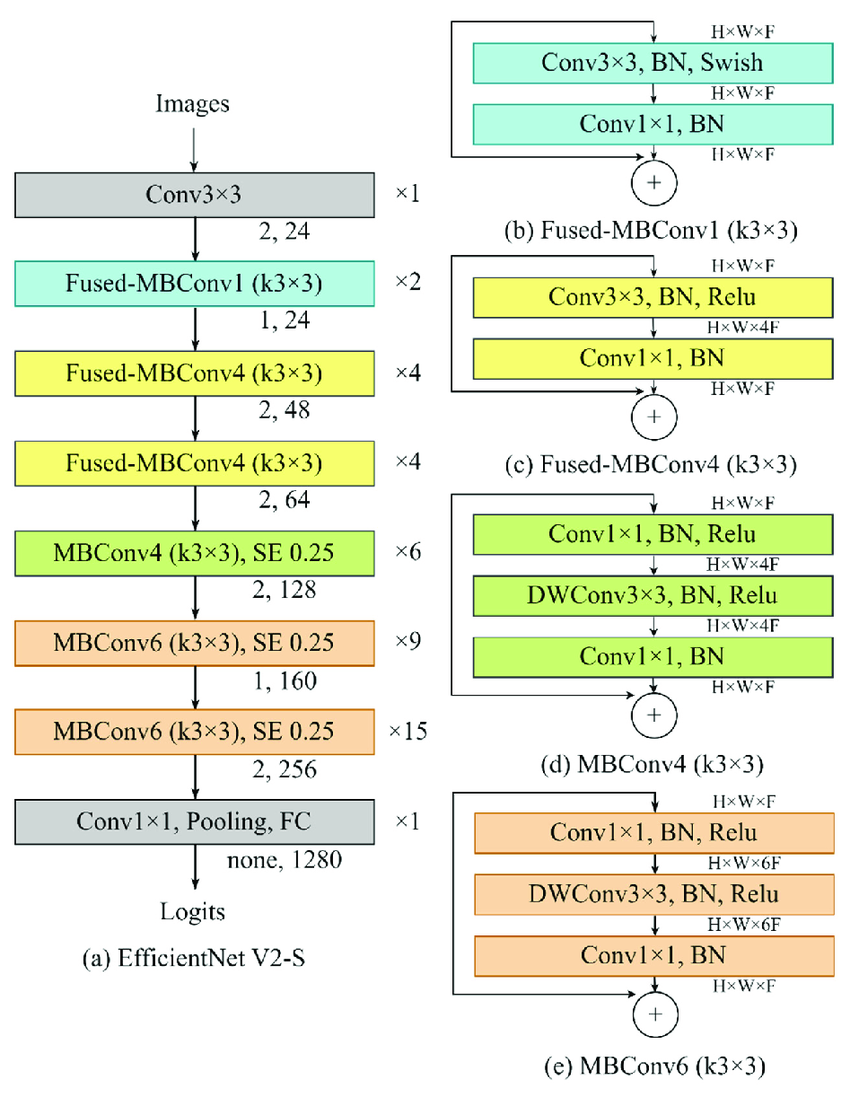 Images
Conv3×3 ×1
2, 24
Fused-MBConv1 (k3×3) ×2
1, 24
Fused-MBConv4 (k3×3) ×4
2, 48
Fused-MBConv4 (k3×3) ×4
2, 64
MBConv4 (k3×3), SE 0.25 ×6
2, 128
MBConv6 (k3×3), SE 0.25 ×9
1, 160
MBConv6 (k3×3), SE 0.25 ×15
2, 256
Conv1×1, Pooling, FC ×1
none, 1280
Logits
(a) EfficientNet V2-S
H×W×F
Conv3×3, BN, Swish
H×W×F
Conv1×1, BN
H×W×F
+
(b) Fused-MBConv1 (k3×3)
H×W×F
Conv3×3, BN, Relu
H×W×4F
Conv1×1, BN
H×W×F
+
(c) Fused-MBConv4 (k3×3)
H×W×F
Conv1×1, BN, Relu
H×W×4F
DWConv3×3, BN, Relu
H×W×4F
Conv1×1, BN
H×W×F
+
(d) MBConv4 (k3×3)
H×W×F
Conv1×1, BN, Relu
H×W×6F
DWConv3×3, BN, Relu
H×W×6F
Conv1×1, BN
H×W×F
+
(e) MBConv6 (k3×3)